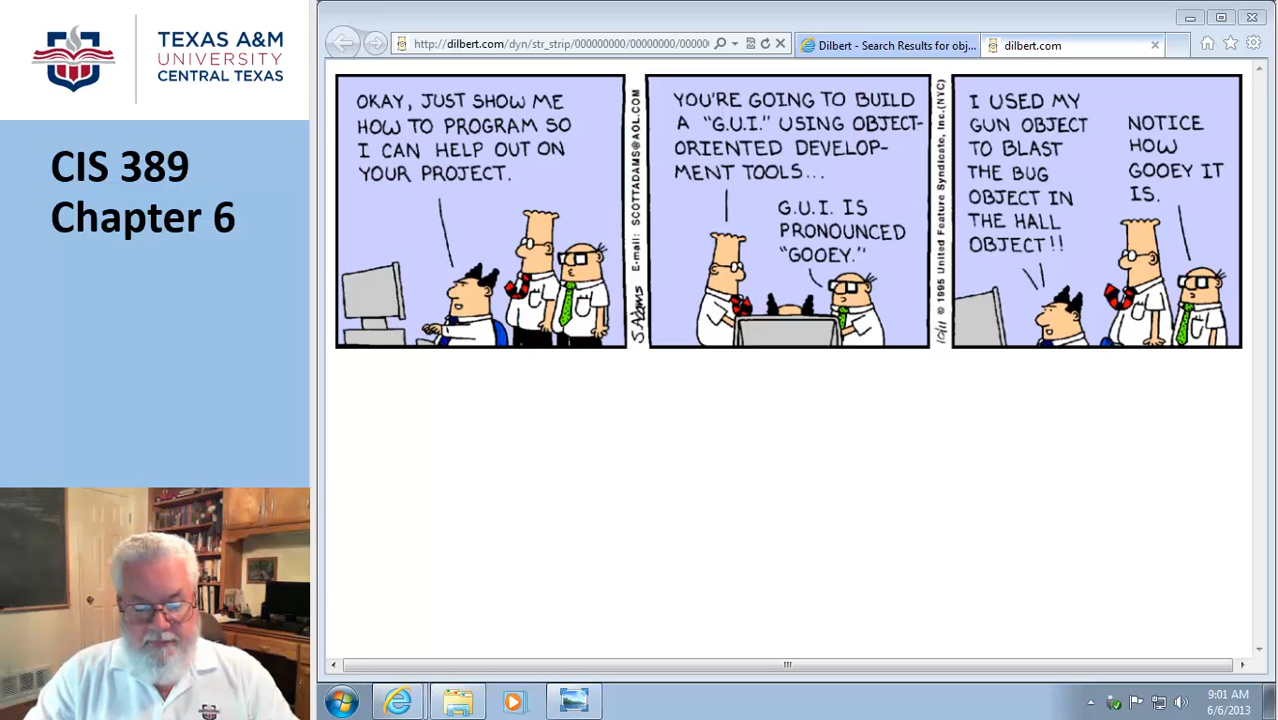 TEXAS A&M
UNIVERSITY
CENTRAL TEXAS
CIS 389
Chapter 6
http://dilbert.com/dyn/str_strip/000000000/00000000/00000
Dilbert - Search Results for obj...
dilbert.com
OKAY, JUST SHOW ME
HOW TO PROGRAM SO
I CAN HELP OUT ON
YOUR PROJECT.
S.Adams E-mail: SCOTTADAMS@AOL.COM
YOU'RE GOING TO BUILD
A "G.U.I." USING OBJECT-
ORIENTED DEVELOP-
MENT TOOLS...
G.U.I. IS
PRONOUNCED
"GOOEY."
10/11 © 1995 United Feature Syndicate, Inc.(NYC)
I USED MY
GUN OBJECT
TO BLAST
THE BUG
OBJECT IN
THE HALL
OBJECT!!
NOTICE
HOW
GOOEY IT
IS.
9:01 AM
6/6/2013